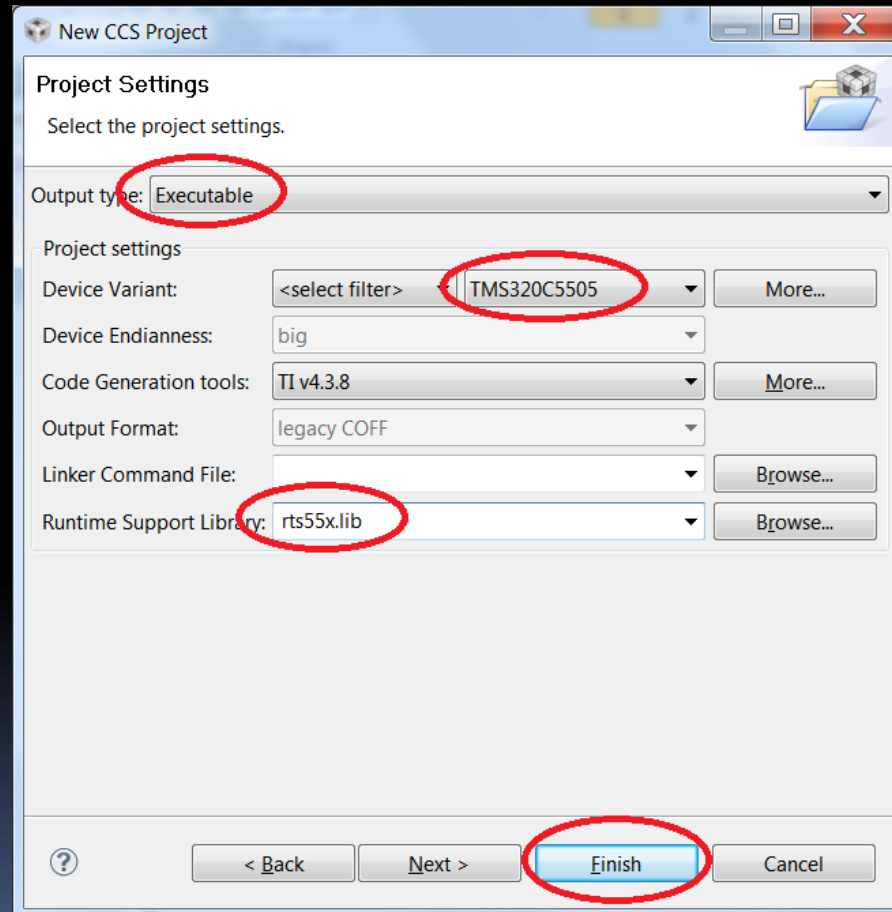 New CCS Project
Project Settings
Select the project settings.
Output type: Executable
Project settings
Device Variant: <select filter> TMS320C5505 More...
Device Endianness: big
Code Generation tools: TI v4.3.8 More...
Output Format: legacy COFF
Linker Command File: Browse...
Runtime Support Library: rts55x.lib Browse...
? < Back Next > Finish Cancel